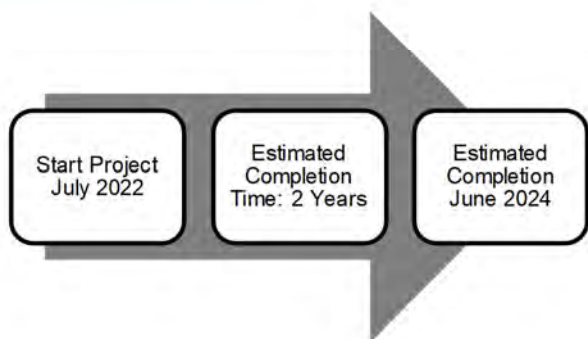 Start Project
July 2022
Estimated
Completion
Time: 2 Years
Estimated
Completion
June 2024